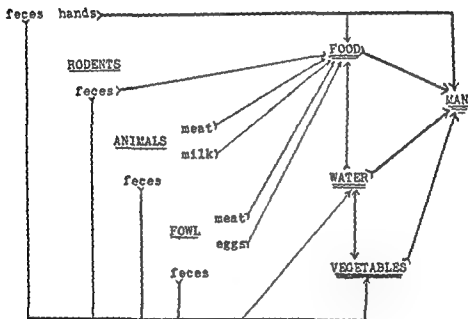 feces hands
FOOD
RODENTS
feces
MAN
meat
ANIMALS
milk
feces
WATER
meat
FOWL
eggs
VEGETABLES
feces